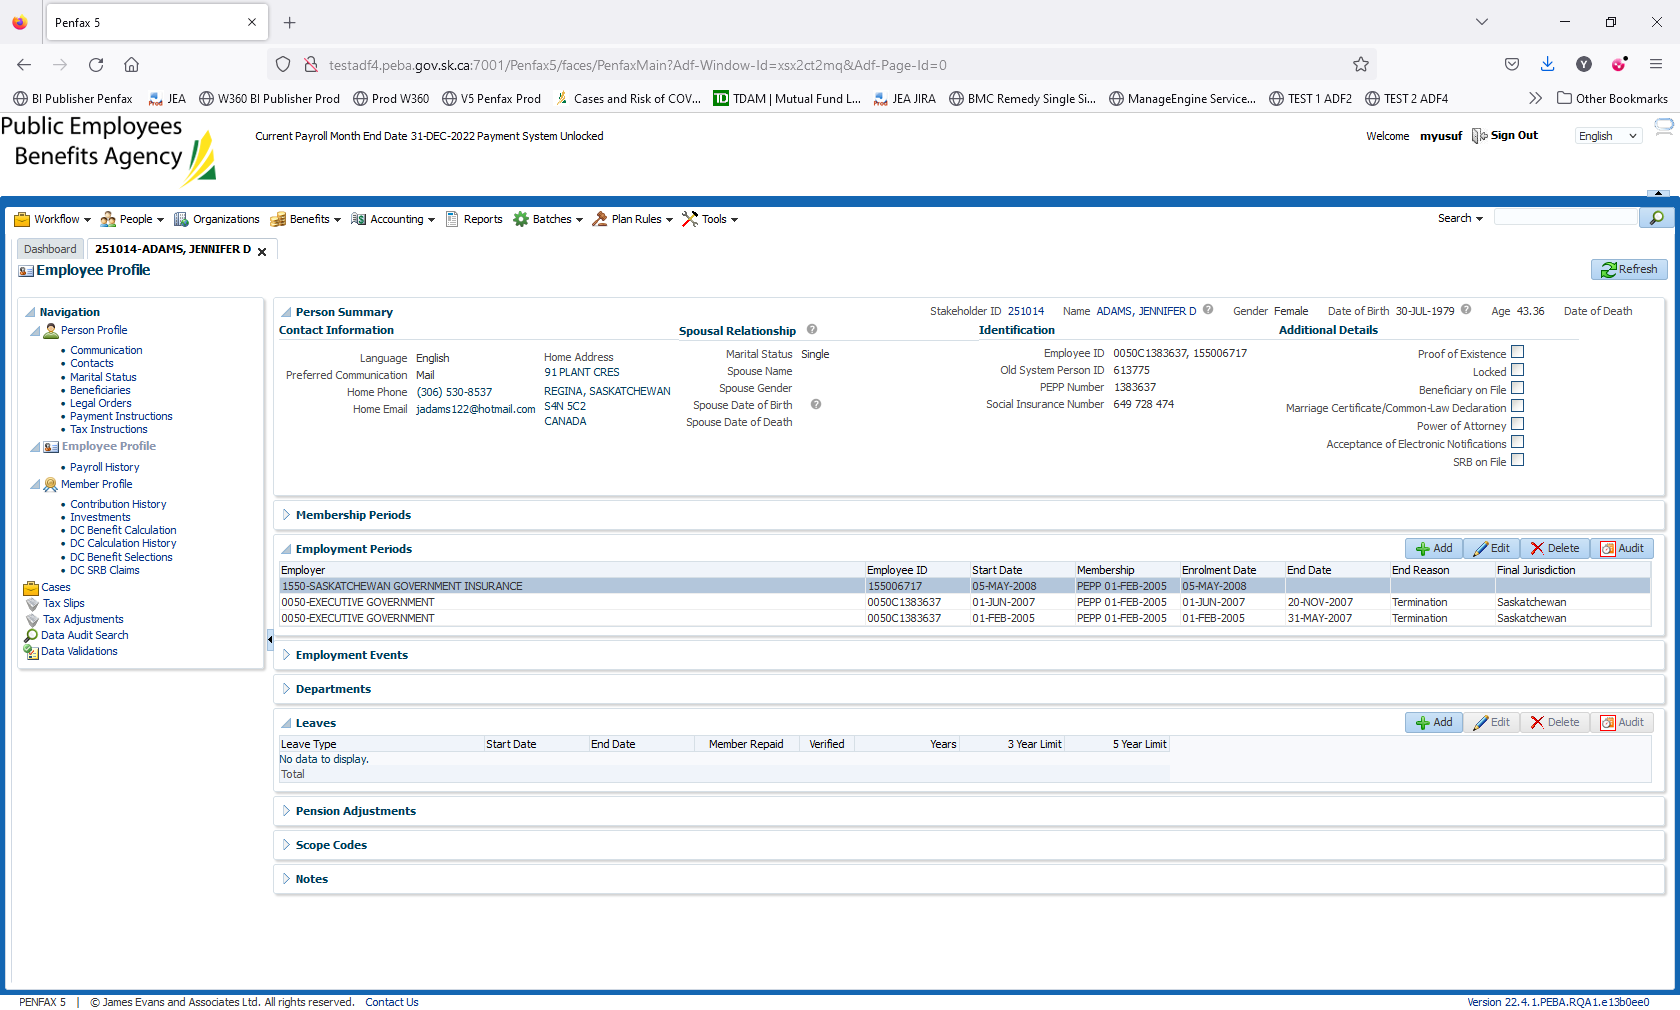 Penfax 5
testadf4.peba.gov.sk.ca:7001/Penfax5/faces/PenfaxMain?Adf-Window-Id=xsx2ct2mq&Adf-Page-Id=0
BI Publisher Penfax JEA W360 BI Publisher Prod Prod W360 V5 Penfax Prod Cases and Risk of COV... TD TDAM | Mutual Fund L... JEA JIRA BMC Remedy Single Si... ManageEngine Service... TEST 1 ADF2 TEST 2 ADF4 Other Bookmarks
Public Employees
Benefits Agency
Current Payroll Month End Date 31-DEC-2022 Payment System Unlocked
Welcome myusuf Sign Out English
Workflow People Organizations Benefits Accounting Reports Batches Plan Rules Tools Search
Dashboard 251014-ADAMS, JENNIFER D
Employee Profile
Refresh
Navigation
Person Profile
Communication
Contacts
Marital Status
Beneficiaries
Legal Orders
Payment Instructions
Tax Instructions
Employee Profile
Payroll History
Member Profile
Contribution History
Investments
DC Benefit Calculation
DC Calculation History
DC Benefit Selections
DC SRB Claims
Cases
Tax Slips
Tax Adjustments
Data Audit Search
Data Validations
Person Summary Stakeholder ID 251014 Name ADAMS, JENNIFER D Gender Female Date of Birth 30-JUL-1979 Age 43.36 Date of Death
Contact Information
Language English
Preferred Communication Mail
Home Phone (306) 530-8537
Home Email jadams122@hotmail.com
Home Address
91 PLANT CRES
REGINA, SASKATCHEWAN
S4N 5C2
CANADA
Spousal Relationship
Marital Status Single
Spouse Name
Spouse Gender
Spouse Date of Birth
Spouse Date of Death
Identification
Employee ID 0050C1383637, 155006717
Old System Person ID 613775
PEPP Number 1383637
Social Insurance Number 649 728 474
Additional Details
Proof of Existence
Locked
Beneficiary on File
Marriage Certificate/Common-Law Declaration
Power of Attorney
Acceptance of Electronic Notifications
SRB on File
Membership Periods
Employment Periods Add Edit Delete Audit
Employer Employee ID Start Date Membership Enrolment Date End Date End Reason Final Jurisdiction
1550-SASKATCHEWAN GOVERNMENT INSURANCE 155006717 05-MAY-2008 PEPP 01-FEB-2005 05-MAY-2008
0050-EXECUTIVE GOVERNMENT 0050C1383637 01-JUN-2007 PEPP 01-FEB-2005 01-JUN-2007 20-NOV-2007 Termination Saskatchewan
0050-EXECUTIVE GOVERNMENT 0050C1383637 01-FEB-2005 PEPP 01-FEB-2005 01-FEB-2005 31-MAY-2007 Termination Saskatchewan
Employment Events
Departments
Leaves Add Edit Delete Audit
Leave Type Start Date End Date Member Repaid Verified Years 3 Year Limit 5 Year Limit
No data to display.
Total
Pension Adjustments
Scope Codes
Notes
PENFAX 5 | © James Evans and Associates Ltd. All rights reserved. Contact Us Version 22.4.1.PEBA.RQA1.e13b0ee0